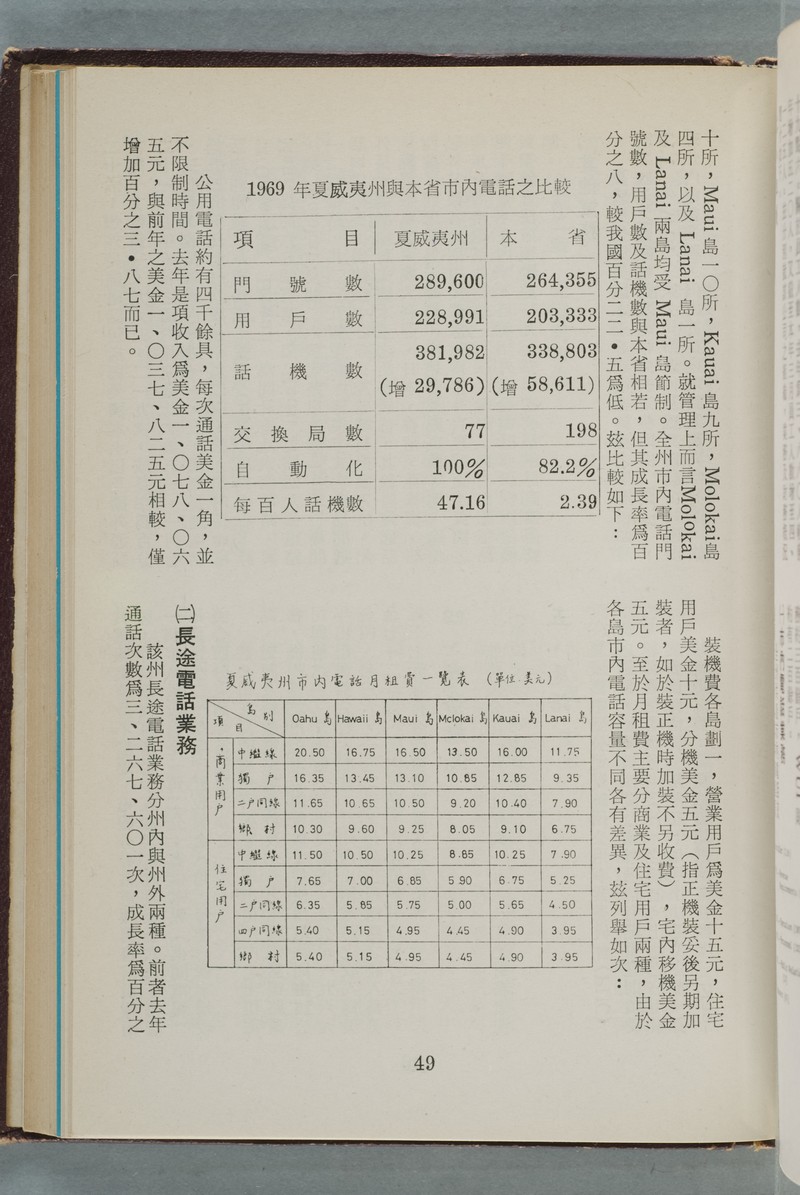 十所，Maui 島一〇所，Kauai 島九所，Molokai島
四所，以及 Lanai 島一所。就管理上而言Molokai
及 Lanai 兩島均受 Maui 島節制。全州市內電話門
號數，用戶數及話機數與本省相若，但其成長率爲百
分之八，較我國百分二二•五爲低。玆比較如下：
1969 年夏威夷州與本省市內電話之比較
項 目 夏威夷州 本 省
門 號 數 289,600 264,355
用 戶 數 228,991 203,333
話 機 數 381,982 338,803
(增 29,786) (增 58,611)
交 換 局 數 77 198
自 動 化 100% 82.2%
每百人話機數 47.16 2.39
公用電話約有四千餘具，每次通話美金一角，並
不限制時間。去年是項收入爲美金一、〇七八、〇六
五元，與前年之美金一、〇三七、八二五元相較，僅
增加百分之三•八七而已。
裝機費各島劃一，營業用戶爲美金十五元，住宅
用戶美金十元，分機美金五元（指正機裝妥後另期加
裝者，如於裝正機時加裝不另收費），宅內移機美金
五元。至於月租費主要分商業及住宅用戶兩種，由於
各島市內電話容量不同各有差異，玆列舉如次：
夏威夷州市內電話月租費一覽表 （單位 美元）
島別 項目 Oahu 島 Hawaii 島 Maui 島 Mclokai 島 Kauai 島 Lanai 島
商業用戶
中繼線 20.50 16.75 16.50 13.50 16.00 11.75
獨 戶 16.35 13.45 13.10 10.85 12.85 9.35
二戶同線 11.65 10.65 10.50 9.20 10.40 7.90
鄉 村 10.30 9.60 9.25 8.05 9.10 6.75
住宅用戶
中繼線 11.50 10.50 10.25 8.85 10.25 7.90
獨 戶 7.65 7.00 6.85 5.90 6.75 5.25
二戶同線 6.35 5.85 5.75 5.00 5.65 4.50
四戶同線 5.40 5.15 4.95 4.45 4.90 3.95
鄉 村 5.40 5.15 4.95 4.45 4.90 3.95
㈡長途電話業務
該州長途電話業務分州內與州外兩種。前者去年
通話次數爲三、二六七、六〇一次，成長率爲百分之
49